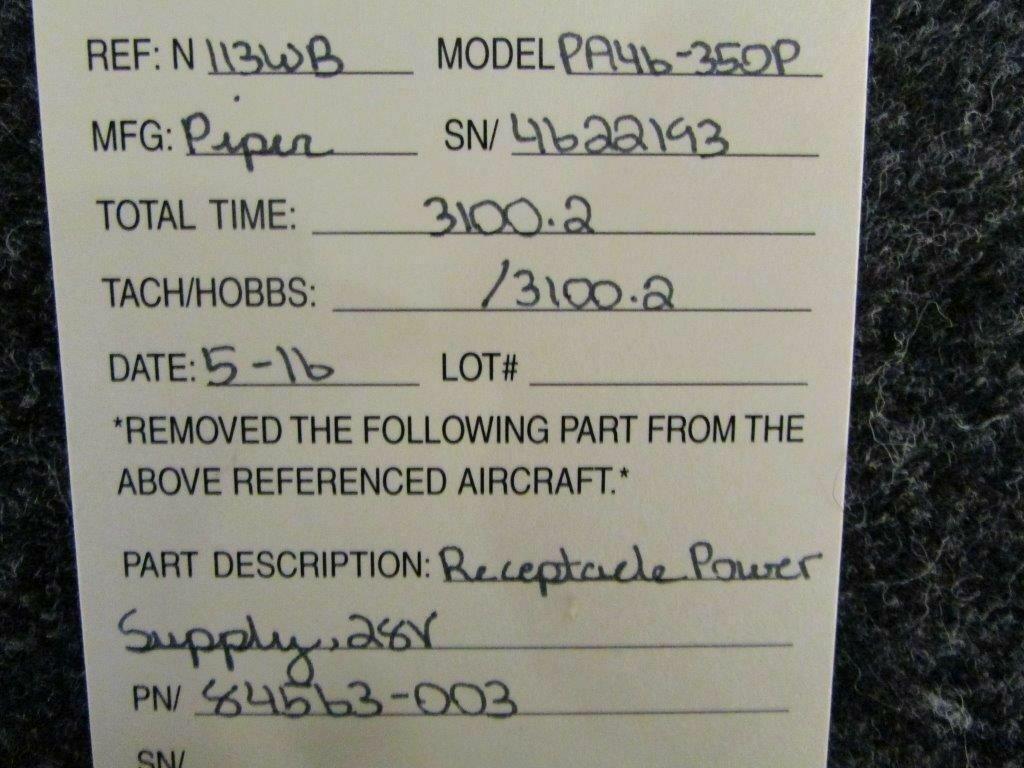 REF: N 113WB MODEL PA46-350P
MFG: Piper SN/ 4622193
TOTAL TIME: 3100.2
TACH/HOBBS: /3100.2
DATE: 5-16 LOT#
*REMOVED THE FOLLOWING PART FROM THE
ABOVE REFERENCED AIRCRAFT.*
PART DESCRIPTION: Receptacle Power
Supply, 28V
PN/ 84563-003
SN/